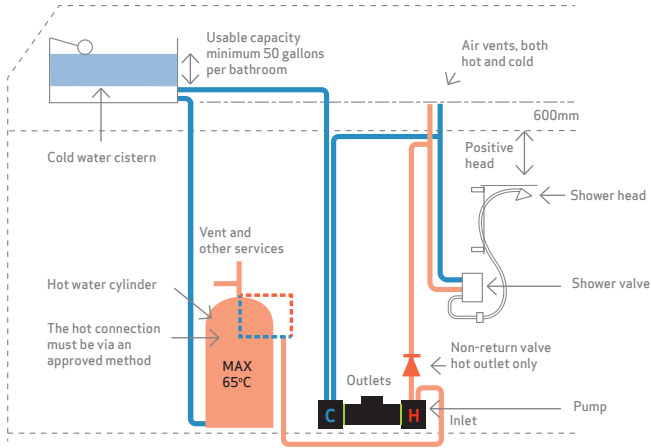 Usable capacity
minimum 50 gallons
per bathroom
Air vents, both
hot and cold
600mm
Cold water cistern
Positive
head
Shower head
Vent and
other services
Hot water cylinder
Shower valve
The hot connection
must be via an
approved method
MAX
65°C
Non-return valve
hot outlet only
Outlets
C
H
Inlet
Pump